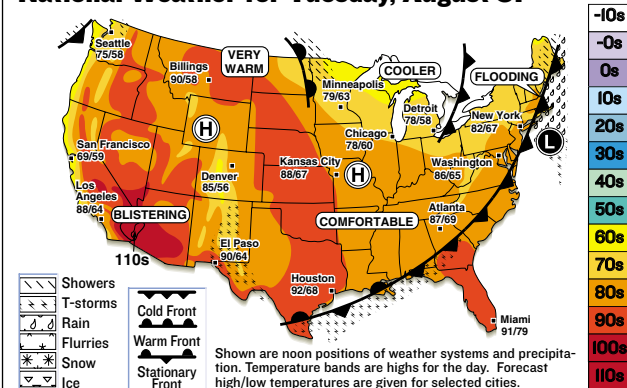 National Weather for Tuesday, August
Seattle
75/58
Billings
90/58
VERY
WARM
Minneapolis
79/63
COOLER
FLOODING
Detroit
78/58
New York
82/67
L
H
Chicago
78/60
San Francisco
69/59
Denver
85/56
Kansas City
88/67
H
Washington
86/65
Los
Angeles
88/64
BLISTERING
COMFORTABLE
Atlanta
87/69
El Paso
90/64
110s
Houston
92/68
Miami
91/79
Showers
T-storms
Rain
Flurries
Snow
Ice
Cold Front
Warm Front
Stationary
Front
Shown are noon positions of weather systems and precipita-
tion. Temperature bands are highs for the day. Forecast
high/low temperatures are given for selected cities.
-10s
-0s
0s
10s
20s
30s
40s
50s
60s
70s
80s
90s
100s
110s